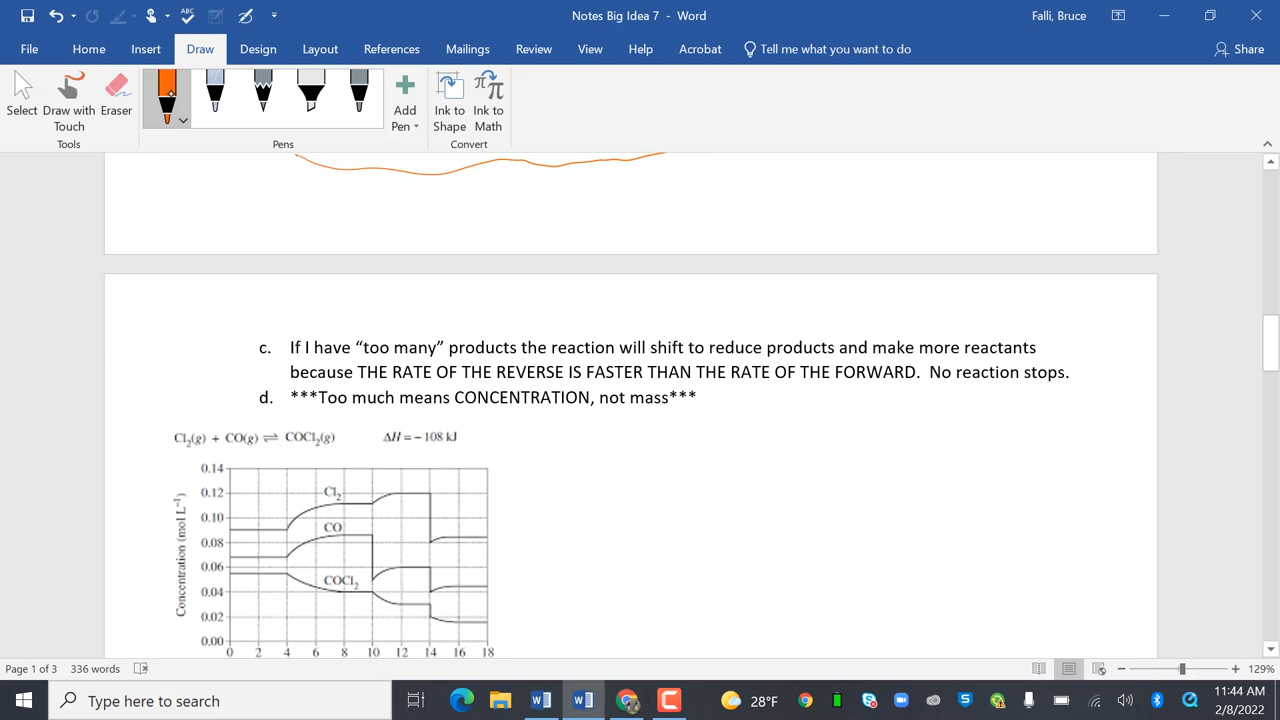 Notes Big Idea 7 - Word
Falli, Bruce
File Home Insert Draw Design Layout References Mailings Review View Help Acrobat Tell me what you want to do Share
Select Draw with Touch Eraser Add Pen Ink to Shape Ink to Math
Tools Pens Convert
c. If I have “too many” products the reaction will shift to reduce products and make more reactants
because THE RATE OF THE REVERSE IS FASTER THAN THE RATE OF THE FORWARD. No reaction stops.
d. ***Too much means CONCENTRATION, not mass***
Cl₂(g) + CO(g) ⇌ COCl₂(g) ΔH = – 108 kJ
Concentration (mol L⁻¹)
0.14
0.12
0.10
0.08
0.06
0.04
0.02
0.00
Cl₂
CO
COCl₂
0 2 4 6 8 10 12 14 16 18
Page 1 of 3 336 words 129%
Type here to search 28°F 11:44 AM
2/8/2022